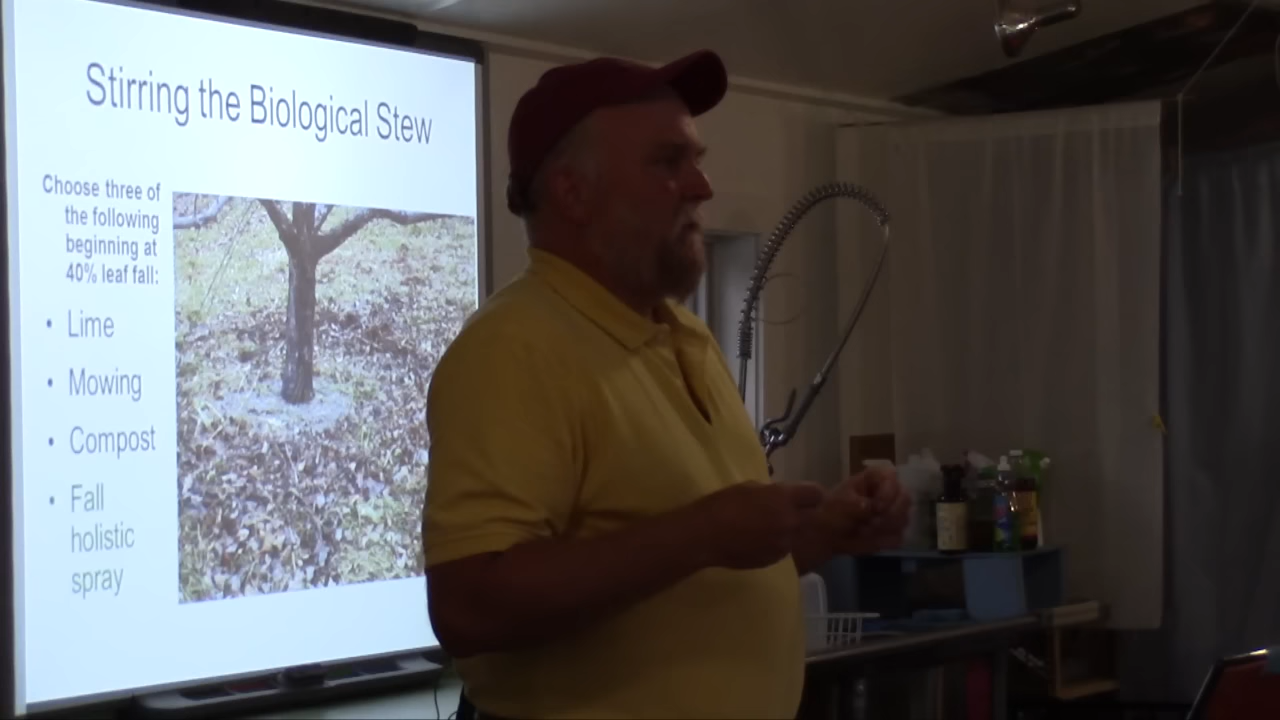 Stirring the Biological Stew
Choose three of
the following
beginning at
40% leaf fall:
• Lime
• Mowing
• Compost
• Fall
holistic
spray